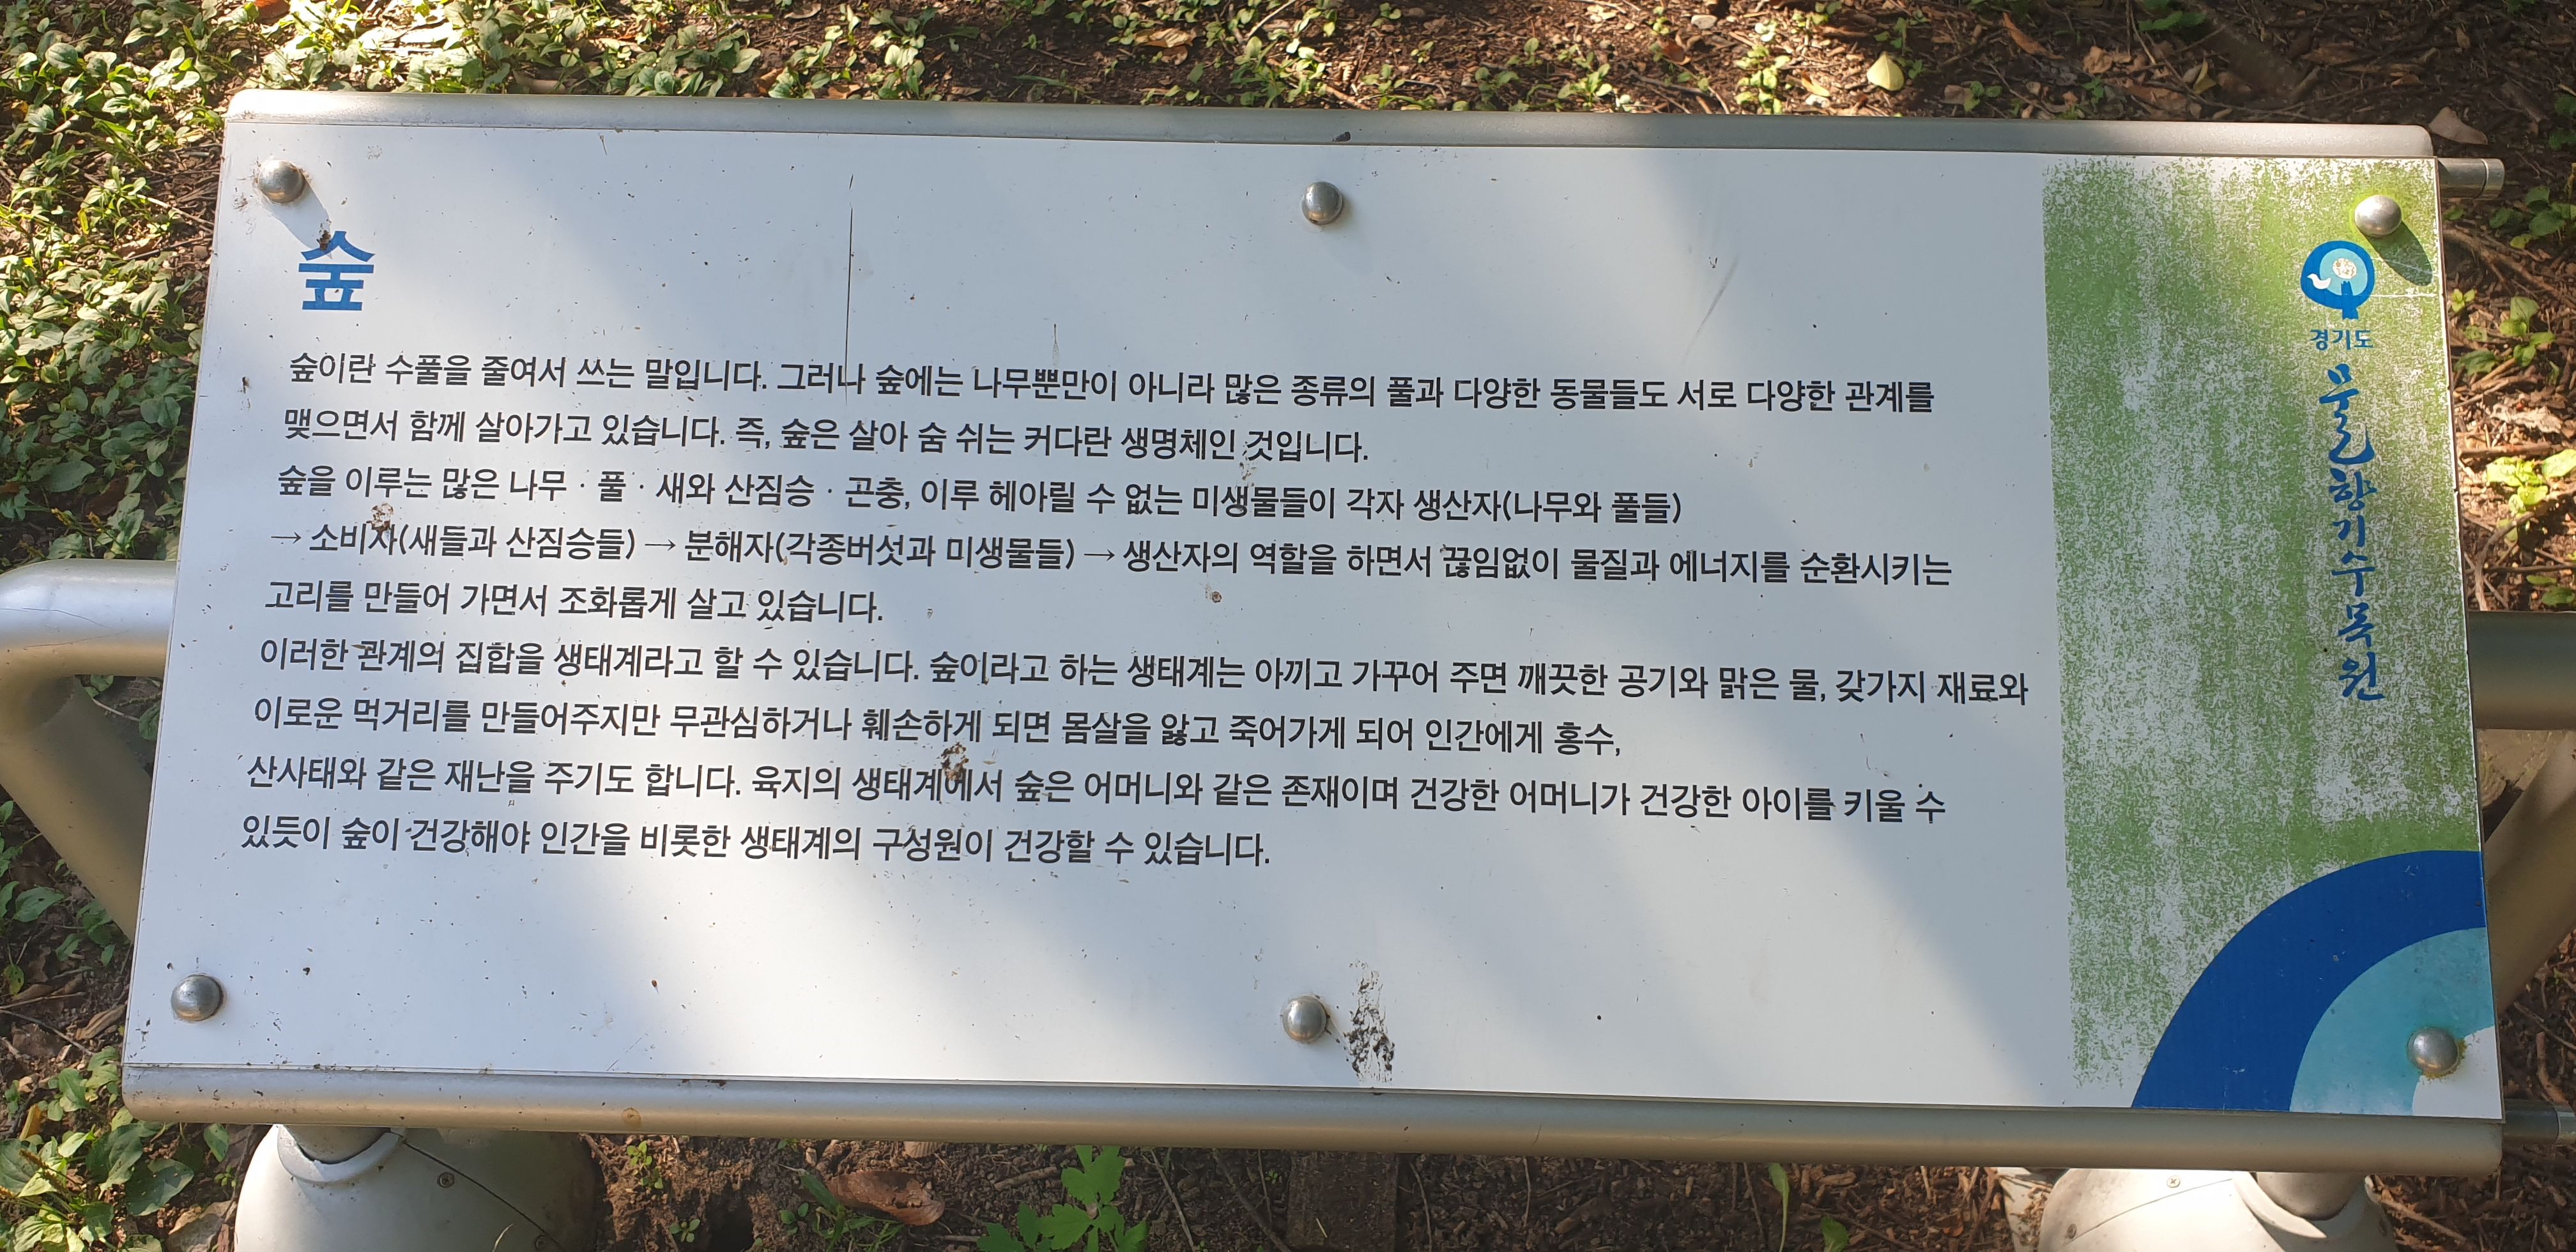 숲
숲이란 수풀을 줄여서 쓰는 말입니다. 그러나 숲에는 나무뿐만이 아니라 많은 종류의 풀과 다양한 동물들도 서로 다양한 관계를
맺으면서 함께 살아가고 있습니다. 즉, 숲은 살아 숨 쉬는 커다란 생명체인 것입니다.
숲을 이루는 많은 나무 · 풀 · 새와 산짐승 · 곤충, 이루 헤아릴 수 없는 미생물들이 각자 생산자(나무와 풀들)
→ 소비자(새들과 산짐승들) → 분해자(각종버섯과 미생물들) → 생산자의 역할을 하면서 끊임없이 물질과 에너지를 순환시키는
고리를 만들어 가면서 조화롭게 살고 있습니다.
이러한 관계의 집합을 생태계라고 할 수 있습니다. 숲이라고 하는 생태계는 아끼고 가꾸어 주면 깨끗한 공기와 맑은 물, 갖가지 재료와
이로운 먹거리를 만들어주지만 무관심하거나 훼손하게 되면 몸살을 앓고 죽어가게 되어 인간에게 홍수,
산사태와 같은 재난을 주기도 합니다. 육지의 생태계에서 숲은 어머니와 같은 존재이며 건강한 어머니가 건강한 아이를 키울 수
있듯이 숲이 건강해야 인간을 비롯한 생태계의 구성원이 건강할 수 있습니다.
경기도
물향기수목원